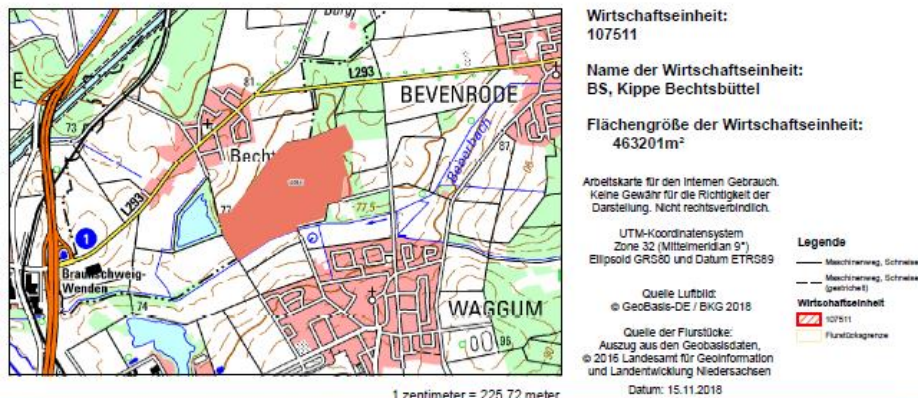 Burg
E
L293
BEVENRODE
81
73
Becht
Beberbach
87
L293
77
77,5
1
Braunschweig-
Wenden
74
WAGGUM
95
90
1 zentimeter = 225,72 meter
Wirtschaftseinheit:
107511
Name der Wirtschaftseinheit:
BS, Kippe Bechtsbüttel
Flächengröße der Wirtschaftseinheit:
463201m²
Arbeitskarte für den internen Gebrauch.
Keine Gewähr für die Richtigkeit der
Darstellung. Nicht rechtsverbindlich.
UTM-Koordinatensystem
Zone 32 (Mittelmeridian 9°)
Ellipsoid GRS80 und Datum ETRS89
Quelle Luftbild:
© GeoBasis-DE / BKG 2018
Quelle der Flurstücke:
Auszug aus den Geobasisdaten,
© 2016 Landesamt für Geoinformation
und Landentwicklung Niedersachsen
Datum: 15.11.2018
Legende
Maschinenweg, Schneise
Maschinenweg, Schneise
(gestrichelt)
Wirtschaftseinheit
107511
Flurstücksgrenze